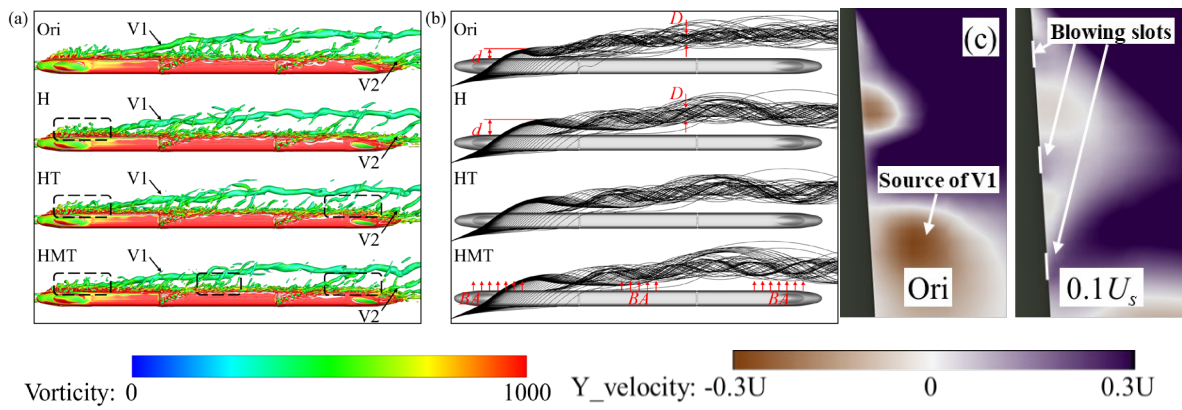 (a)
Ori
V1
V2
H
V1
V2
HT
V1
V2
HMT
V1
V2
(b)
Ori
D
d
H
D
d
HT
HMT
BA
BA
BA
(c)
Source of V1
Ori
Blowing slots
0.1U_s
Vorticity: 0
1000
Y_velocity: -0.3U
0
0.3U